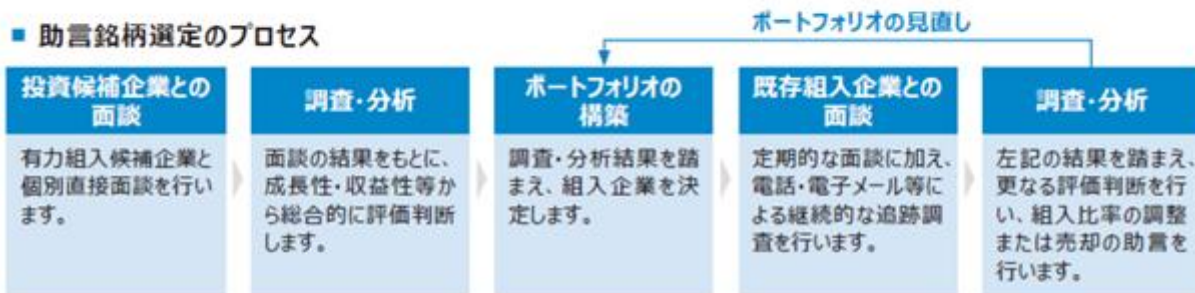 ■ 助言銘柄選定のプロセス
ポートフォリオの見直し
投資候補企業との
面談
有力組入候補企業と
個別直接面談を行い
ます。
調査・分析
面談の結果をもとに、
成長性・収益性等か
ら総合的に評価判断
します。
ポートフォリオの
構築
調査・分析結果を踏
まえ、組入企業を決
定します。
既存組入企業との
面談
定期的な面談に加え、
電話・電子メール等に
よる継続的な追跡調
査を行います。
調査・分析
左記の結果を踏まえ、
更なる評価判断を行
い、組入比率の調整
または売却の助言を
行います。